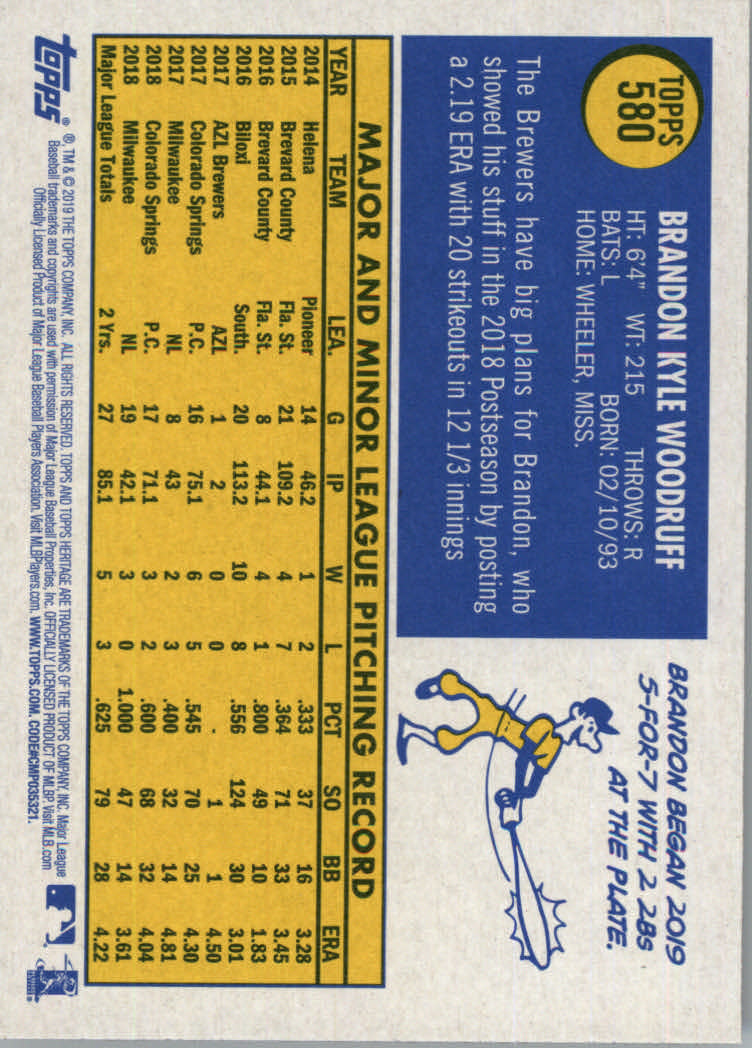 TOPPS
580
BRANDON KYLE WOODRUFF
HT: 6'4" WT: 215 THROWS: R
BATS: L BORN: 02/10/93
HOME: WHEELER, MISS.
The Brewers have big plans for Brandon, who
showed his stuff in the 2018 Postseason by posting
a 2.19 ERA with 20 strikeouts in 12 1/3 innings
BRANDON BEGAN 2019
5-FOR-7 WITH 2 2BS
AT THE PLATE.
MAJOR AND MINOR LEAGUE PITCHING RECORD
YEAR TEAM LEA. G IP W L PCT SO BB ERA
2014 Helena Pioneer 14 46.2 1 2 .333 37 16 3.28
2015 Brevard County Fla. St. 21 109.2 4 7 .364 71 33 3.45
2016 Brevard County Fla. St. 8 44.1 4 1 .800 49 10 1.83
2016 Biloxi South. 20 113.2 10 8 .556 124 30 3.01
2017 AZL Brewers AZL 1 2 0 0 . 1 1 4.50
2017 Colorado Springs P.C. 16 75.1 6 5 .545 70 25 4.30
2017 Milwaukee NL 8 43 2 3 .400 32 14 4.81
2018 Colorado Springs P.C. 17 71.1 3 2 .600 68 32 4.04
2018 Milwaukee NL 19 42.1 3 0 1.000 47 14 3.61
Major League Totals 2 Yrs. 27 85.1 5 3 .625 79 28 4.22
topps® ®, TM & © 2019 THE TOPPS COMPANY, INC. ALL RIGHTS RESERVED. TOPPS AND TOPPS HERITAGE ARE TRADEMARKS OF THE TOPPS COMPANY, INC. Major League
Baseball trademarks and copyrights are used with permission of Major League Baseball Properties, Inc. OFFICIALLY LICENSED PRODUCT OF MLBP. Visit MLB.com
Officially Licensed Product of Major League Baseball Players Association. Visit MLBPlayers.com. WWW.TOPPS.COM. CODE#CMP035321.